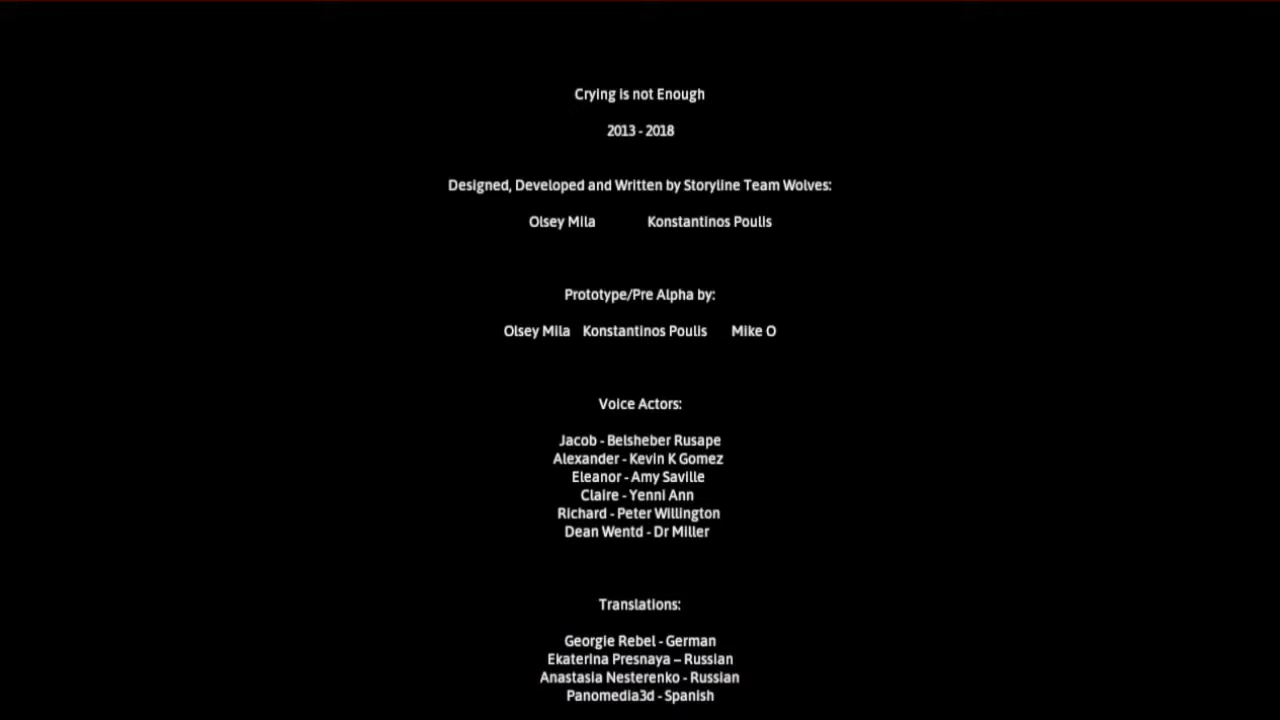 Crying is not Enough
2013 - 2018
Designed, Developed and Written by Storyline Team Wolves:
Olsey Mila Konstantinos Poulis
Prototype/Pre Alpha by:
Olsey Mila Konstantinos Poulis Mike O
Voice Actors:
Jacob - Belsheber Rusape
Alexander - Kevin K Gomez
Eleanor - Amy Saville
Claire - Yenni Ann
Richard - Peter Willington
Dean Wentd - Dr Miller
Translations:
Georgie Rebel - German
Ekaterina Presnaya – Russian
Anastasia Nesterenko - Russian
Panomedia3d - Spanish